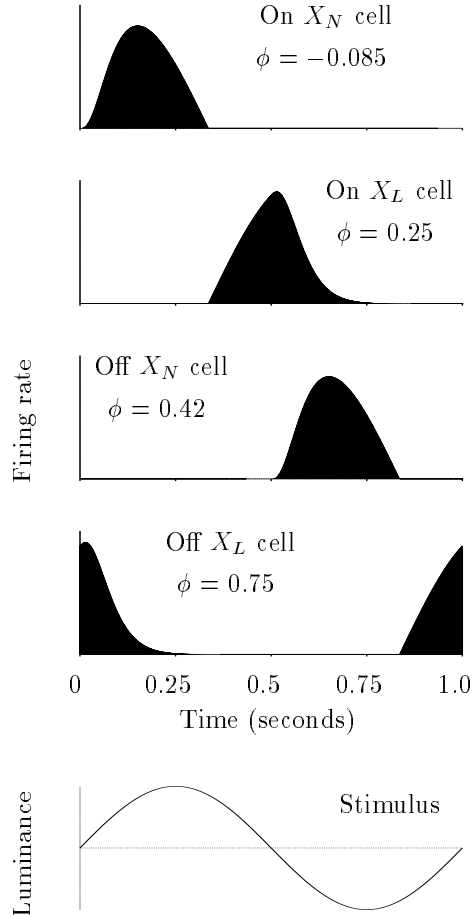 On X_N cell
ϕ = −0.085
On X_L cell
ϕ = 0.25
Off X_N cell
ϕ = 0.42
Firing rate
Off X_L cell
ϕ = 0.75
0 0.25 0.5 0.75 1.0
Time (seconds)
Stimulus
Luminance